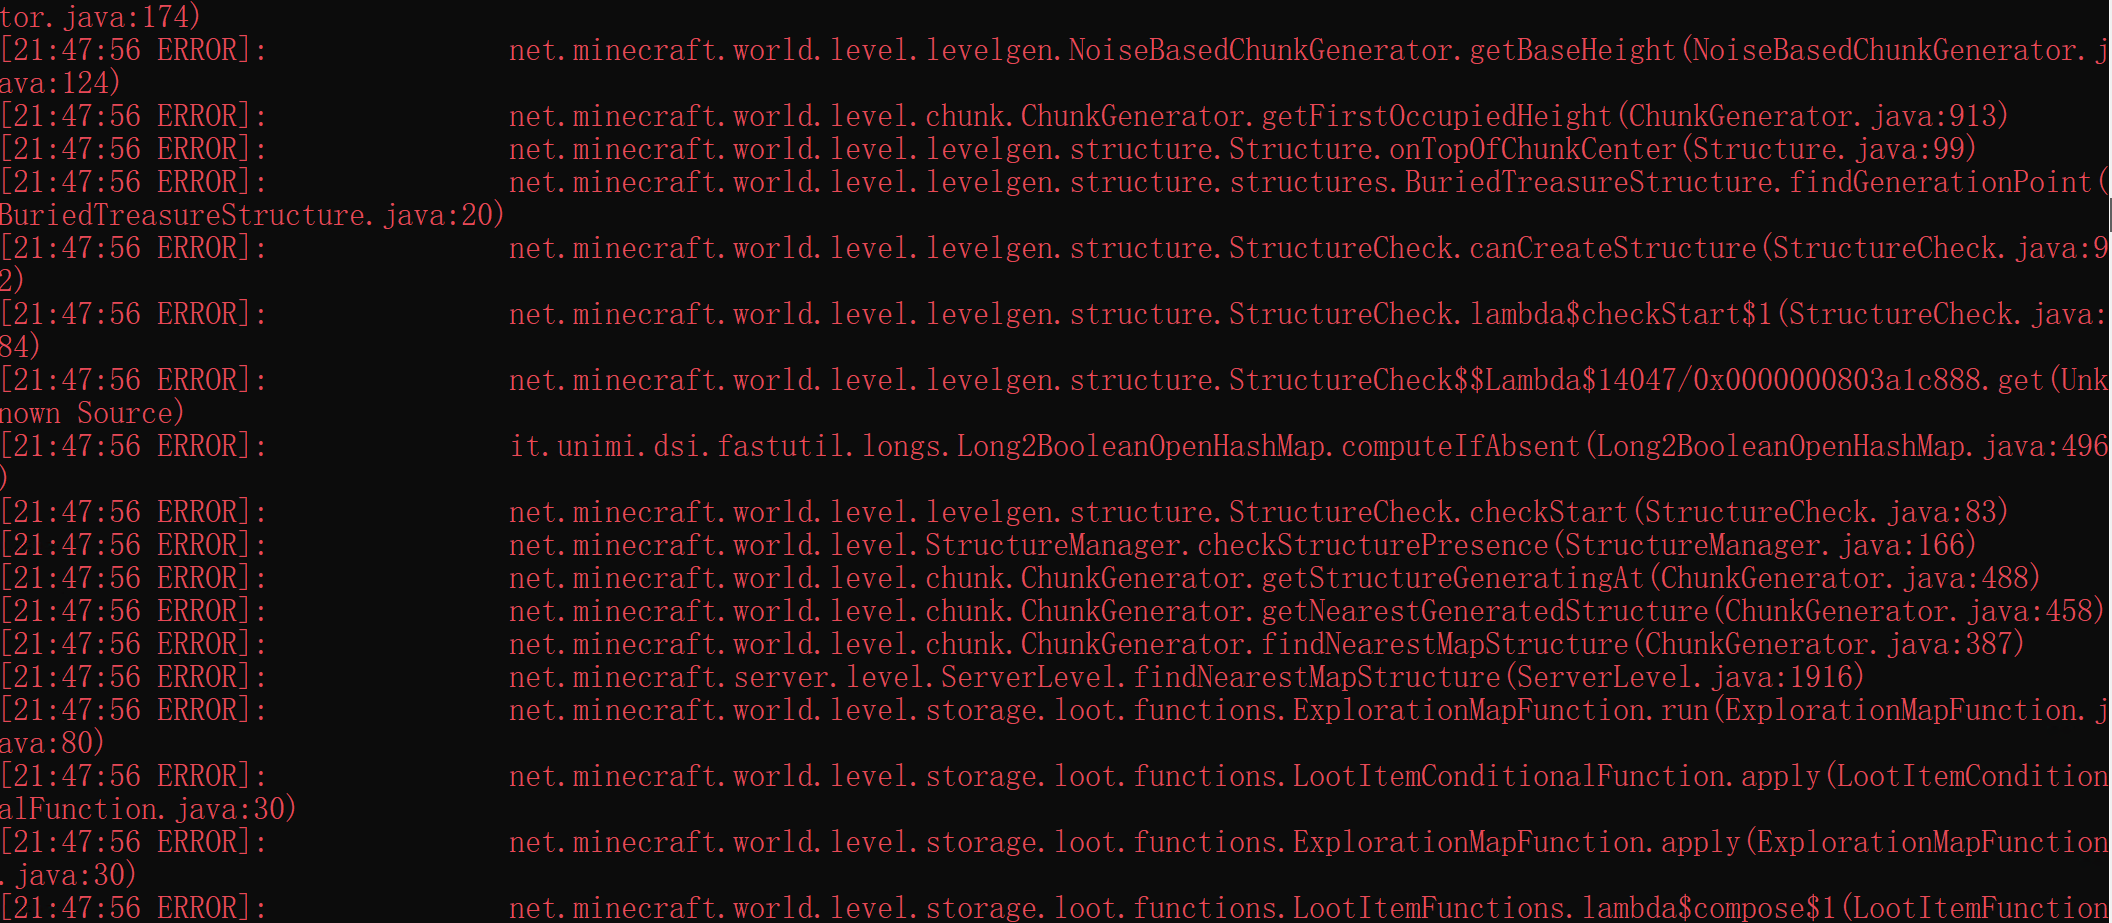 tor.java:174)
[21:47:56 ERROR]: net.minecraft.world.level.levelgen.NoiseBasedChunkGenerator.getBaseHeight(NoiseBasedChunkGenerator.j
ava:124)
[21:47:56 ERROR]: net.minecraft.world.level.chunk.ChunkGenerator.getFirstOccupiedHeight(ChunkGenerator.java:913)
[21:47:56 ERROR]: net.minecraft.world.level.levelgen.structure.Structure.onTopOfChunkCenter(Structure.java:99)
[21:47:56 ERROR]: net.minecraft.world.level.levelgen.structure.structures.BuriedTreasureStructure.findGenerationPoint(
BuriedTreasureStructure.java:20)
[21:47:56 ERROR]: net.minecraft.world.level.levelgen.structure.StructureCheck.canCreateStructure(StructureCheck.java:9
2)
[21:47:56 ERROR]: net.minecraft.world.level.levelgen.structure.StructureCheck.lambda$checkStart$1(StructureCheck.java:
84)
[21:47:56 ERROR]: net.minecraft.world.level.levelgen.structure.StructureCheck$$Lambda$14047/0x0000000803a1c888.get(Unk
nown Source)
[21:47:56 ERROR]: it.unimi.dsi.fastutil.longs.Long2BooleanOpenHashMap.computeIfAbsent(Long2BooleanOpenHashMap.java:496
)
[21:47:56 ERROR]: net.minecraft.world.level.levelgen.structure.StructureCheck.checkStart(StructureCheck.java:83)
[21:47:56 ERROR]: net.minecraft.world.level.StructureManager.checkStructurePresence(StructureManager.java:166)
[21:47:56 ERROR]: net.minecraft.world.level.chunk.ChunkGenerator.getStructureGeneratingAt(ChunkGenerator.java:488)
[21:47:56 ERROR]: net.minecraft.world.level.chunk.ChunkGenerator.getNearestGeneratedStructure(ChunkGenerator.java:458)
[21:47:56 ERROR]: net.minecraft.world.level.chunk.ChunkGenerator.findNearestMapStructure(ChunkGenerator.java:387)
[21:47:56 ERROR]: net.minecraft.server.level.ServerLevel.findNearestMapStructure(ServerLevel.java:1916)
[21:47:56 ERROR]: net.minecraft.world.level.storage.loot.functions.ExplorationMapFunction.run(ExplorationMapFunction.j
ava:80)
[21:47:56 ERROR]: net.minecraft.world.level.storage.loot.functions.LootItemConditionalFunction.apply(LootItemCondition
alFunction.java:30)
[21:47:56 ERROR]: net.minecraft.world.level.storage.loot.functions.ExplorationMapFunction.apply(ExplorationMapFunction
.java:30)
[21:47:56 ERROR]: net.minecraft.world.level.storage.loot.functions.LootItemFunctions.lambda$compose$1(LootItemFunction